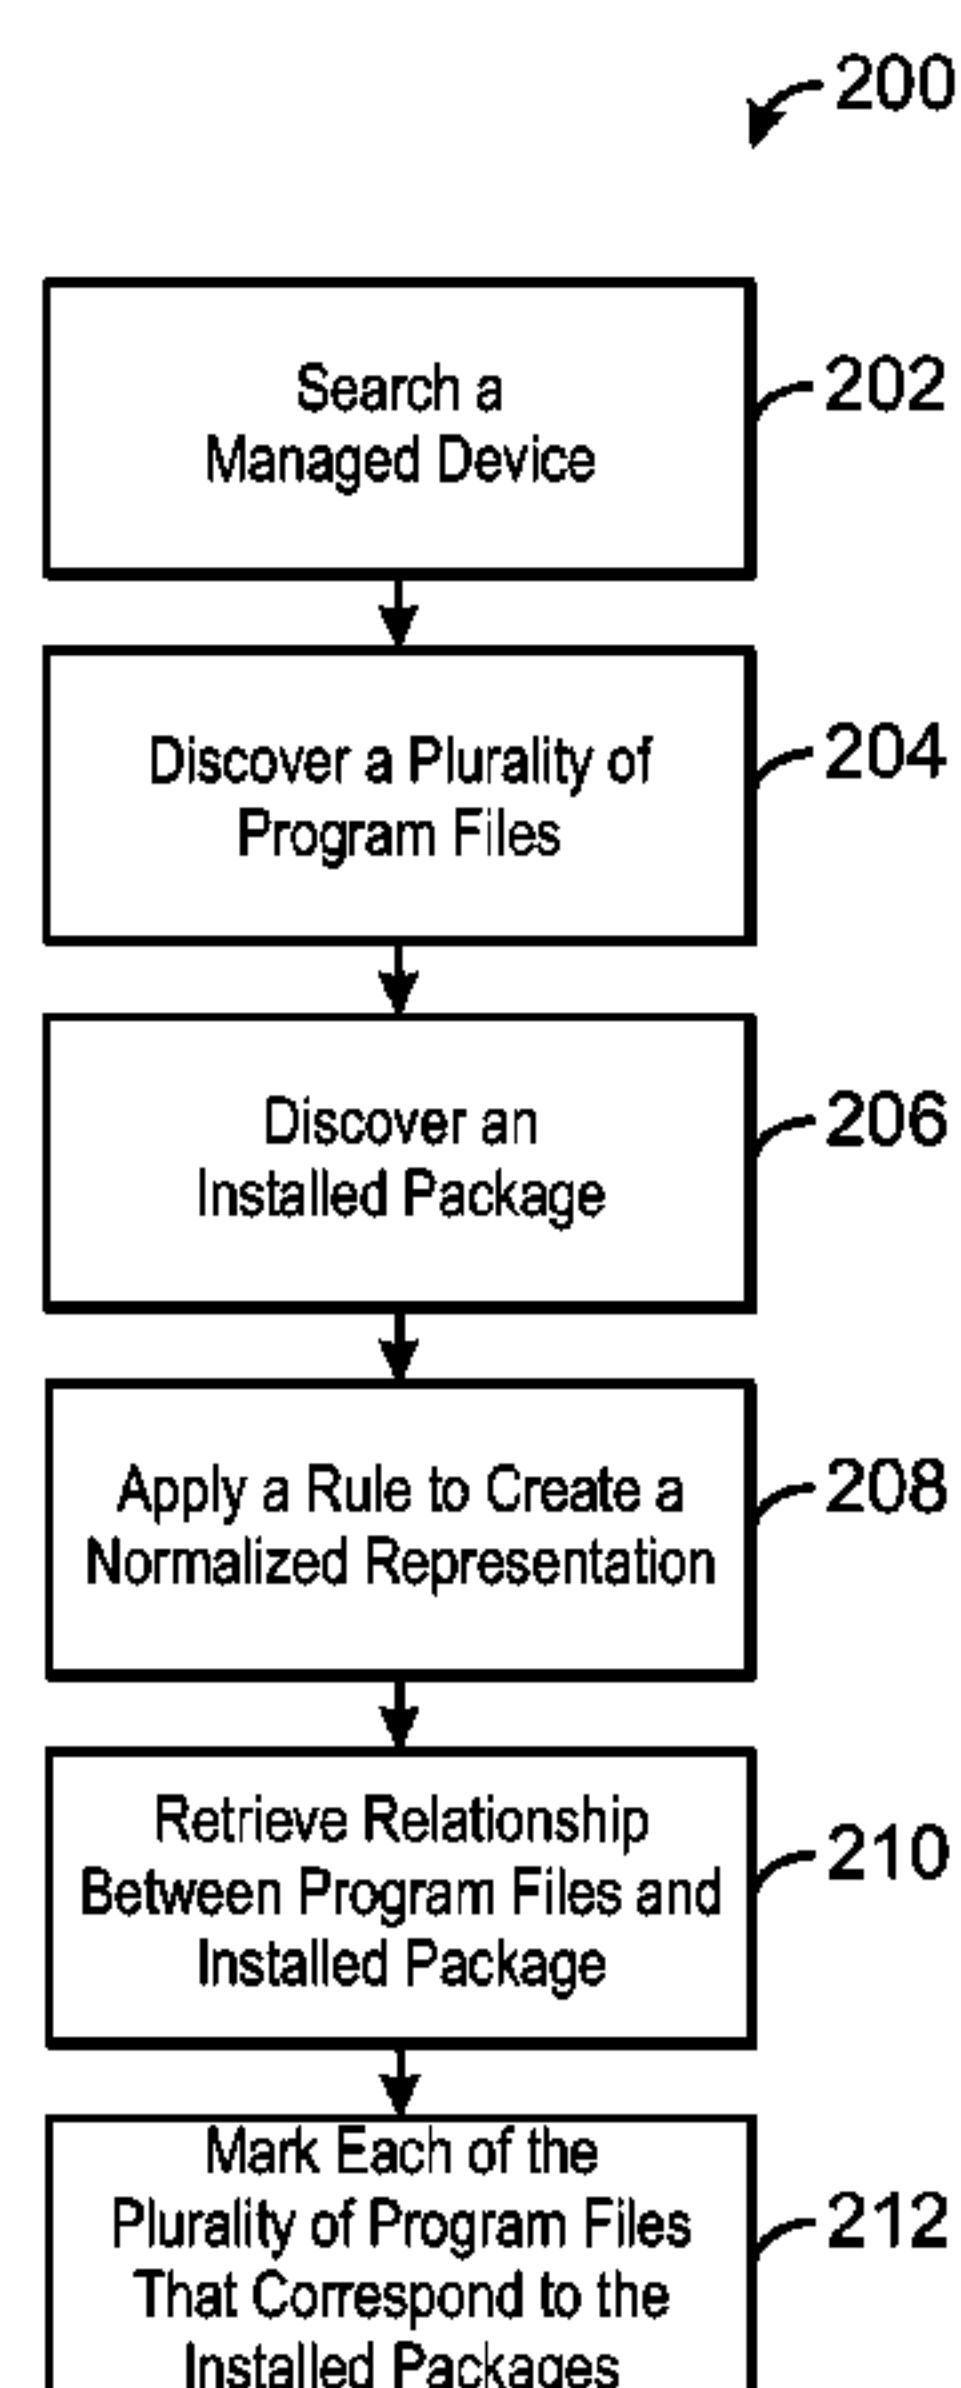 200
Search a
Managed Device
202
Discover a Plurality of
Program Files
204
Discover an
Installed Package
206
Apply a Rule to Create a
Normalized Representation
208
Retrieve Relationship
Between Program Files and
Installed Package
210
Mark Each of the
Plurality of Program Files
That Correspond to the
Installed Packages
212